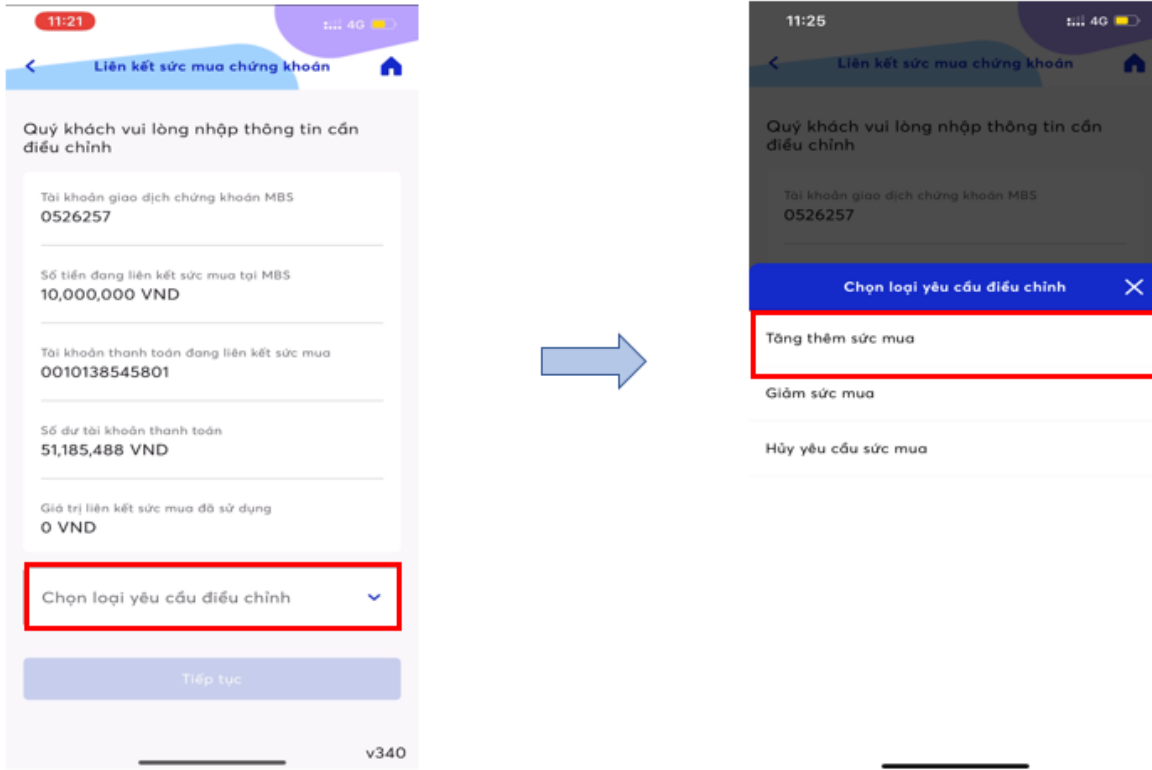 11:21
4G
Liên kết sức mua chứng khoán
Quý khách vui lòng nhập thông tin cần
điều chỉnh
Tài khoản giao dịch chứng khoán MBS
0526257
Số tiền đang liên kết sức mua tại MBS
10,000,000 VND
Tài khoản thanh toán đang liên kết sức mua
0010138545801
Số dư tài khoản thanh toán
51,185,488 VND
Giá trị liên kết sức mua đã sử dụng
0 VND
Chọn loại yêu cầu điều chỉnh
Tiếp tục
v340
11:25
4G
Liên kết sức mua chứng khoán
Quý khách vui lòng nhập thông tin cần
điều chỉnh
Tài khoản giao dịch chứng khoán MBS
0526257
Chọn loại yêu cầu điều chỉnh
Tăng thêm sức mua
Giảm sức mua
Hủy yêu cầu sức mua